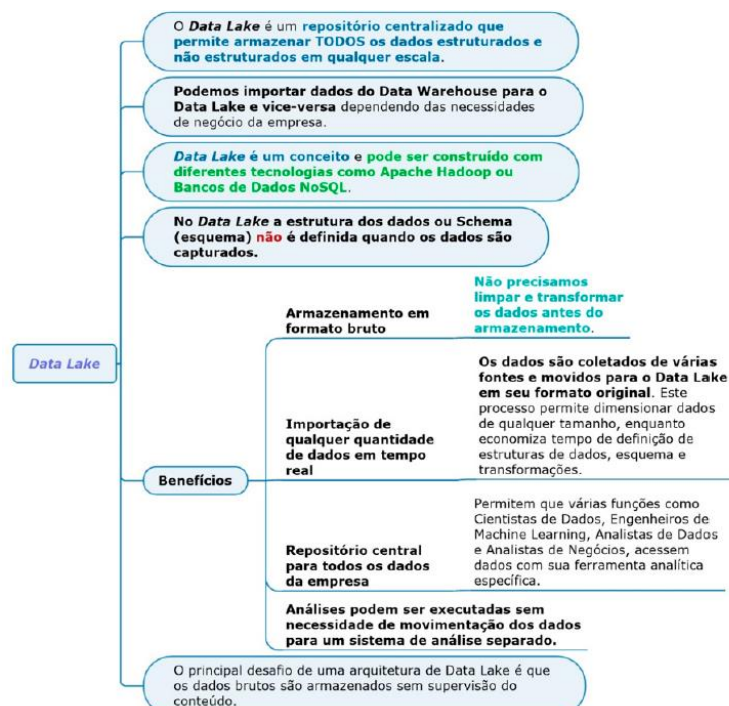 O Data Lake é um repositório centralizado que
permite armazenar TODOS os dados estruturados e
não estruturados em qualquer escala.
Podemos importar dados do Data Warehouse para o
Data Lake e vice-versa dependendo das necessidades
de negócio da empresa.
Data Lake é um conceito e pode ser construído com
diferentes tecnologias como Apache Hadoop ou
Bancos de Dados NoSQL.
No Data Lake a estrutura dos dados ou Schema
(esquema) não é definida quando os dados são
capturados.
Data Lake
Benefícios
Armazenamento em
formato bruto
Não precisamos
limpar e transformar
os dados antes do
armazenamento.
Importação de
qualquer quantidade
de dados em tempo
real
Os dados são coletados de várias
fontes e movidos para o Data Lake
em seu formato original. Este
processo permite dimensionar dados
de qualquer tamanho, enquanto
economiza tempo de definição de
estruturas de dados, esquema e
transformações.
Repositório central
para todos os dados
da empresa
Permitem que várias funções como
Cientistas de Dados, Engenheiros de
Machine Learning, Analistas de Dados
e Analistas de Negócios, acessem
dados com sua ferramenta analítica
específica.
Análises podem ser executadas sem
necessidade de movimentação dos dados
para um sistema de análise separado.
O principal desafio de uma arquitetura de Data Lake é que
os dados brutos são armazenados sem supervisão do
conteúdo.